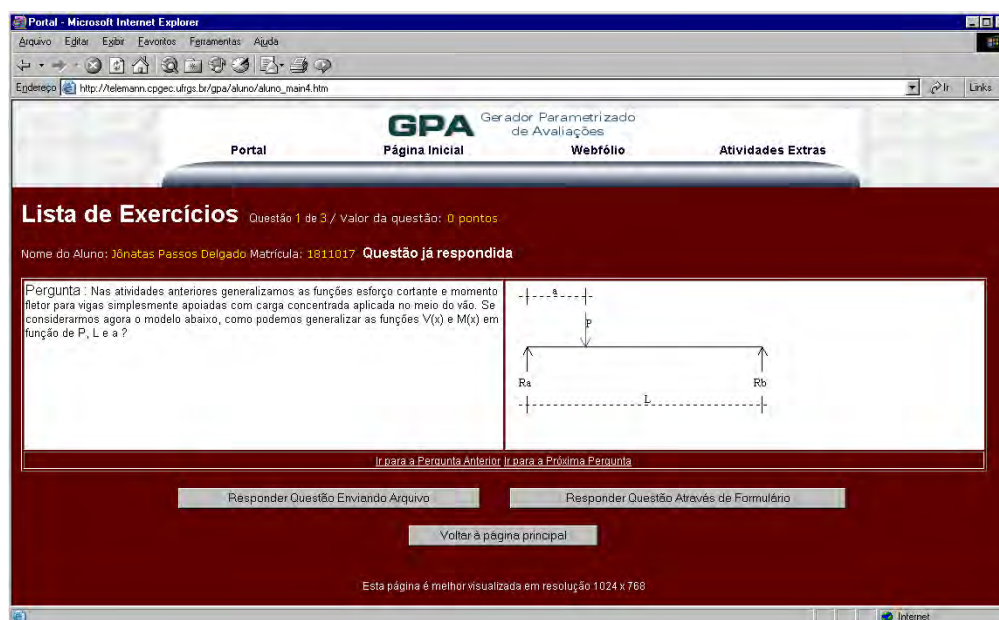 Portal - Microsoft Internet Explorer
Arquivo Editar Exibir Favoritos Ferramentas Ajuda
Endereço http://telemann.cpgec.ufrgs.br/gpa/aluno/aluno_main4.htm Ir Links
GPA Gerador Parametrizado
de Avaliações
Portal Página Inicial Webfólio Atividades Extras
Lista de Exercícios Questão 1 de 3 / Valor da questão: 0 pontos
Nome do Aluno: Jônatas Passos Delgado Matrícula: 1811017 Questão já respondida
Pergunta : Nas atividades anteriores generalizamos as funções esforço cortante e momento
fletor para vigas simplesmente apoiadas com carga concentrada aplicada no meio do vão. Se
considerarmos agora o modelo abaixo, como podemos generalizar as funções V(x) e M(x) em
função de P, L e a ?
a
P
Ra Rb
L
Ir para a Pergunta Anterior Ir para a Próxima Pergunta
Responder Questão Enviando Arquivo Responder Questão Através de Formulário
Voltar à página principal
Esta página é melhor visualizada em resolução 1024 x 768
Internet